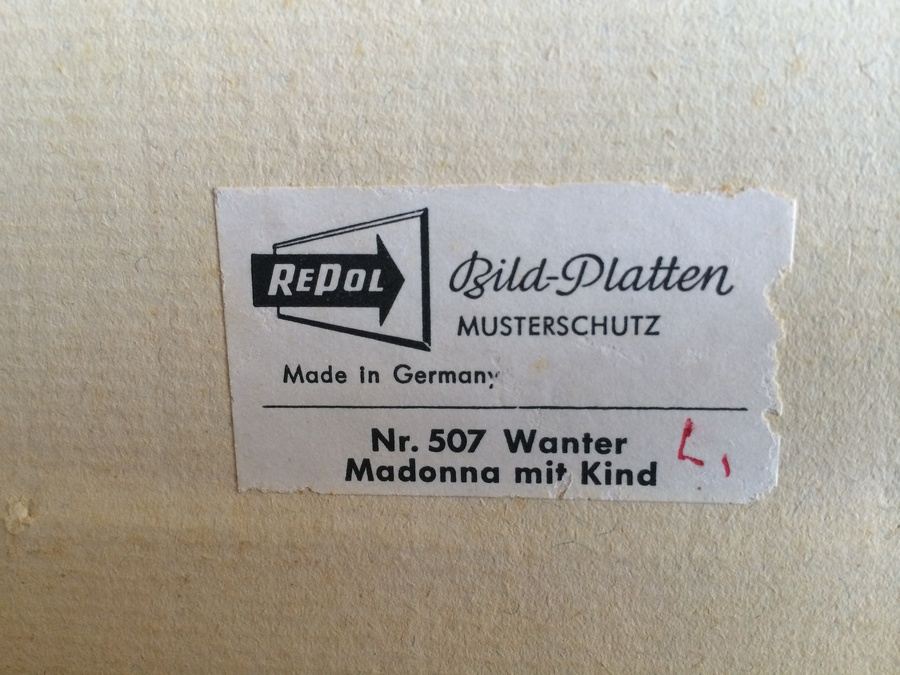 RePol
Bild-Platten
MUSTERSCHUTZ
Made in Germany
Nr. 507 Wanter
Madonna mit Kind
L,